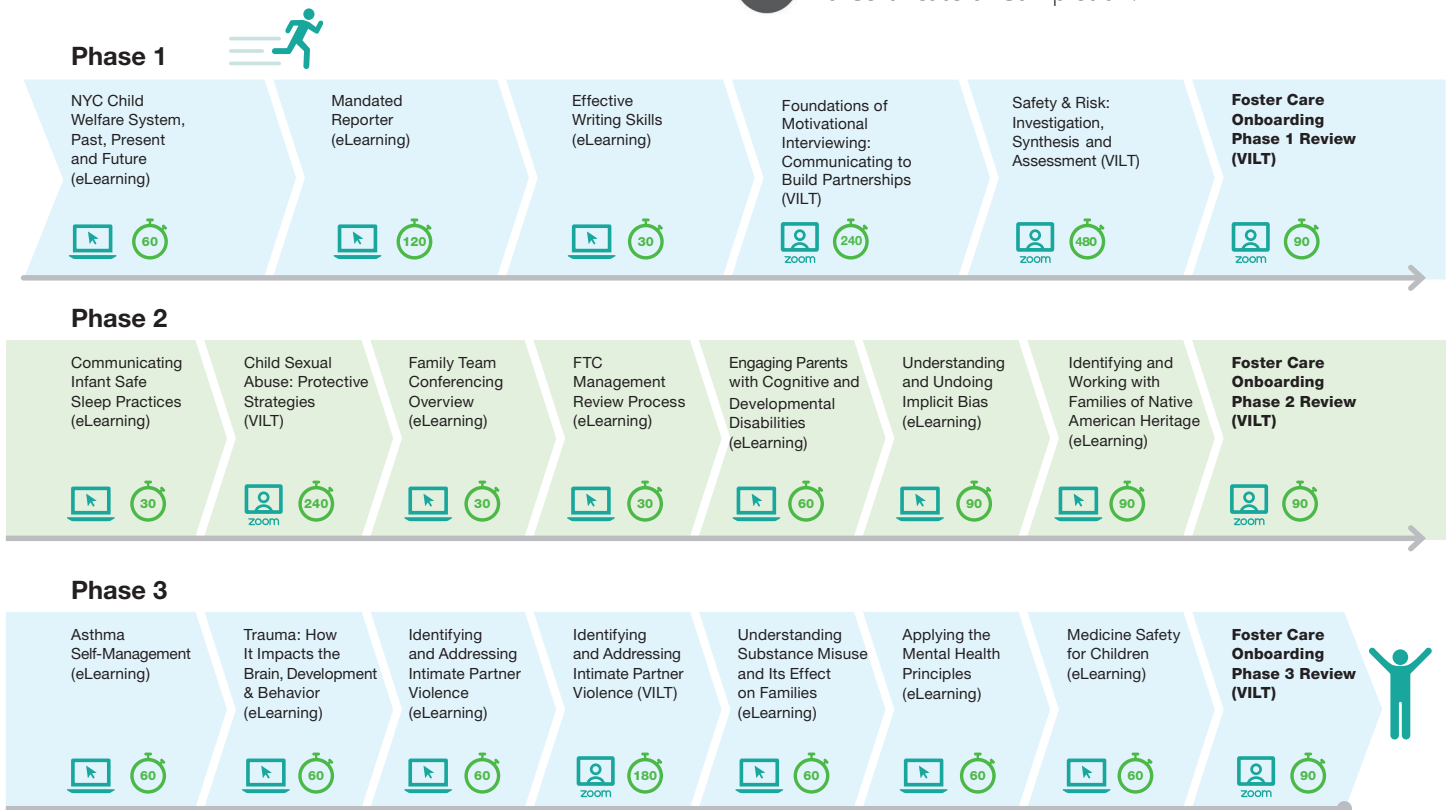 Phase 1
NYC Child
Welfare System,
Past, Present
and Future
(eLearning)
60
Mandated
Reporter
(eLearning)
120
Effective
Writing Skills
(eLearning)
30
Foundations of
Motivational
Interviewing:
Communicating to
Build Partnerships
(VILT)
zoom
240
Safety & Risk:
Investigation,
Synthesis and
Assessment (VILT)
zoom
480
Foster Care
Onboarding
Phase 1 Review
(VILT)
zoom
90
Phase 2
Communicating
Infant Safe
Sleep Practices
(eLearning)
30
Child Sexual
Abuse: Protective
Strategies
(VILT)
zoom
240
Family Team
Conferencing
Overview
(eLearning)
30
FTC
Management
Review Process
(eLearning)
30
Engaging Parents
with Cognitive and
Developmental
Disabilities
(eLearning)
60
Understanding
and Undoing
Implicit Bias
(eLearning)
90
Identifying and
Working with
Families of Native
American Heritage
(eLearning)
90
Foster Care
Onboarding
Phase 2 Review
(VILT)
zoom
90
Phase 3
Asthma
Self-Management
(eLearning)
60
Trauma: How
It Impacts the
Brain, Development
& Behavior
(eLearning)
60
Identifying
and Addressing
Intimate Partner
Violence
(eLearning)
60
Identifying
and Addressing
Intimate Partner
Violence (VILT)
zoom
180
Understanding
Substance Misuse
and Its Effect
on Families
(eLearning)
60
Applying the
Mental Health
Principles
(eLearning)
60
Medicine Safety
for Children
(eLearning)
60
Foster Care
Onboarding
Phase 3 Review
(VILT)
zoom
90